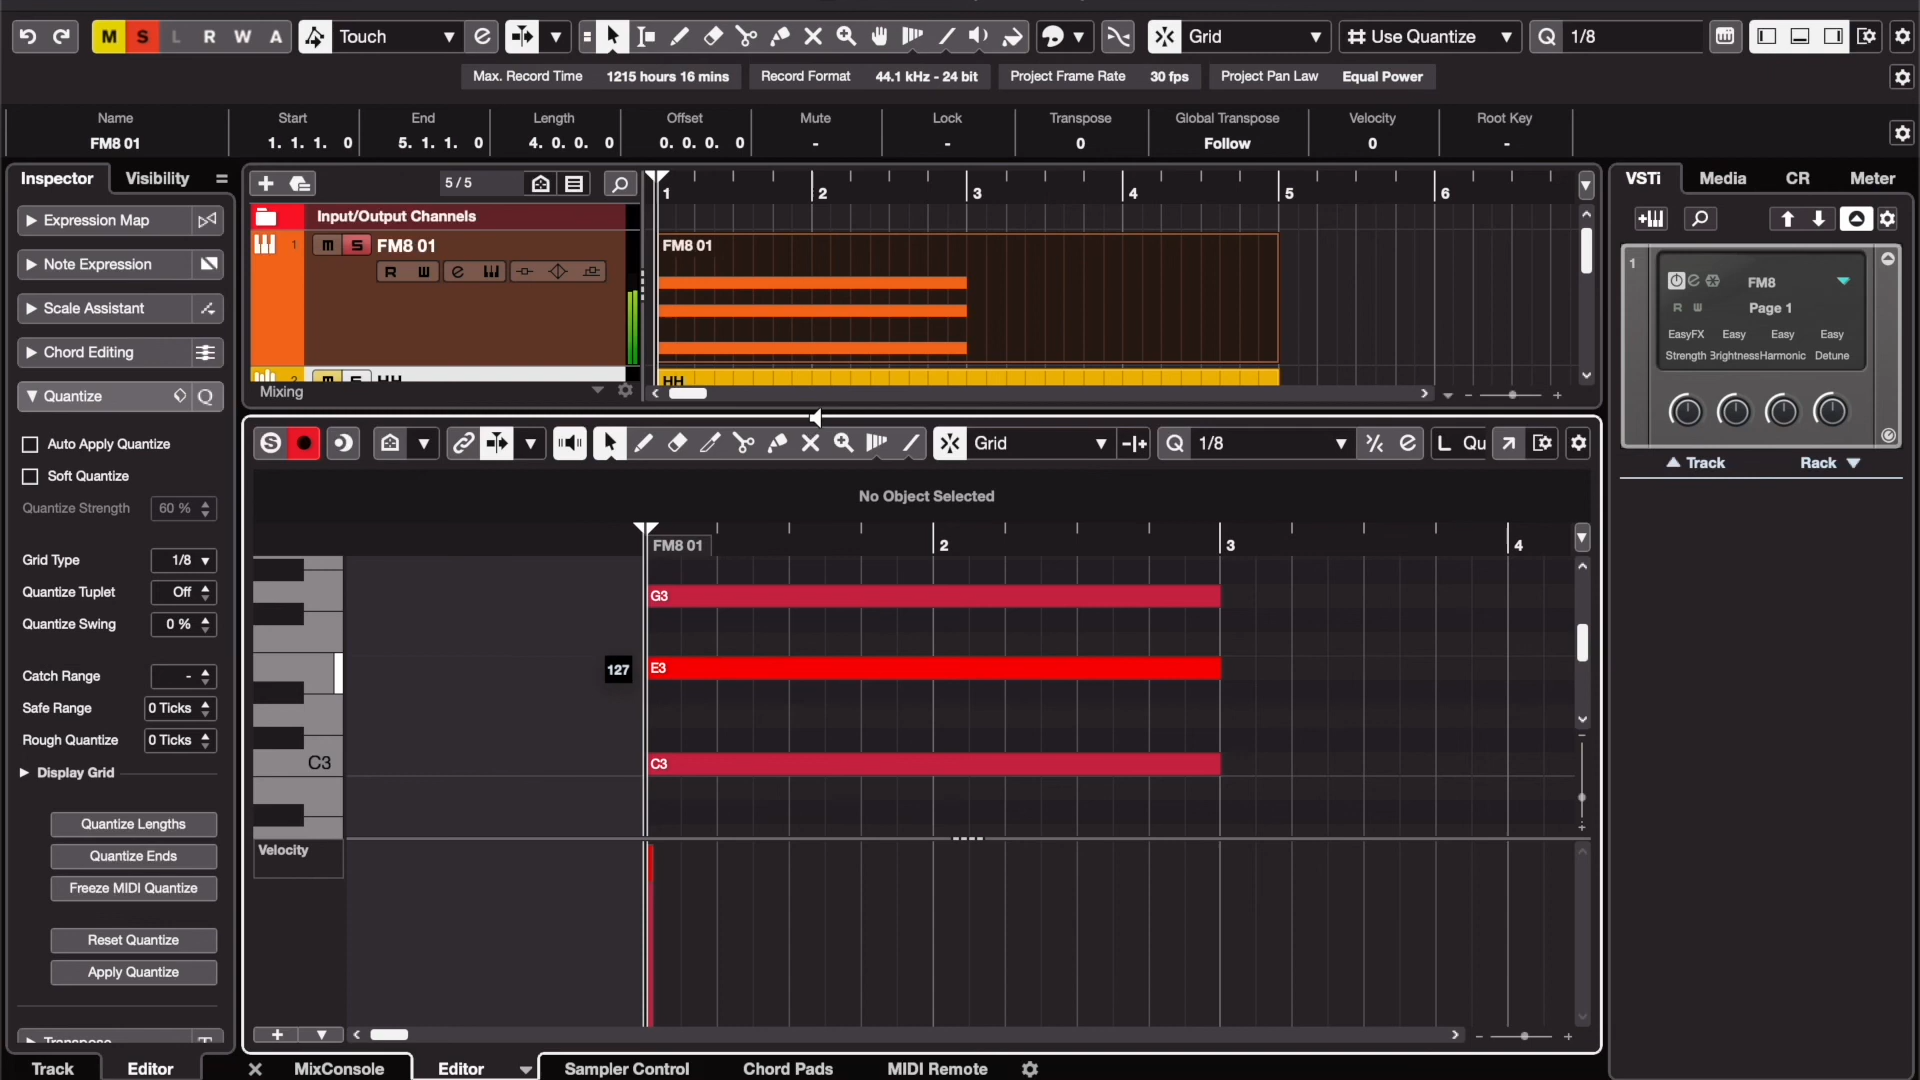 M S L R W A Touch Grid Use Quantize 1/8
Max. Record Time 1215 hours 16 mins Record Format 44.1 kHz - 24 bit Project Frame Rate 30 fps Project Pan Law Equal Power
Name Start End Length Offset Mute Lock Transpose Global Transpose Velocity Root Key
FM8 01 1. 1. 1. 0 5. 1. 1. 0 4. 0. 0. 0 0. 0. 0. 0 - - 0 Follow 0 -
Inspector Visibility
Expression Map
Note Expression
Scale Assistant
Chord Editing
Quantize
Auto Apply Quantize
Soft Quantize
Quantize Strength 60 %
Grid Type 1/8
Quantize Tuplet Off
Quantize Swing 0 %
Catch Range -
Safe Range 0 Ticks
Rough Quantize 0 Ticks
Display Grid
Quantize Lengths
Quantize Ends
Freeze MIDI Quantize
Reset Quantize
Apply Quantize
Track Editor
5 / 5
1 2 3 4 5 6
Input/Output Channels
1 m S FM8 01
R W e
FM8 01
2 HH
HH
Mixing
S Grid Q 1/8 L Qu
No Object Selected
FM8 01 2 3 4
G3
127 E3
C3 C3
Velocity
MixConsole Editor Sampler Control Chord Pads MIDI Remote
VSTi Media CR Meter
1 FM8
R W Page 1
EasyFX Easy Easy Easy
Strength BrightnessHarmonic Detune
Track Rack